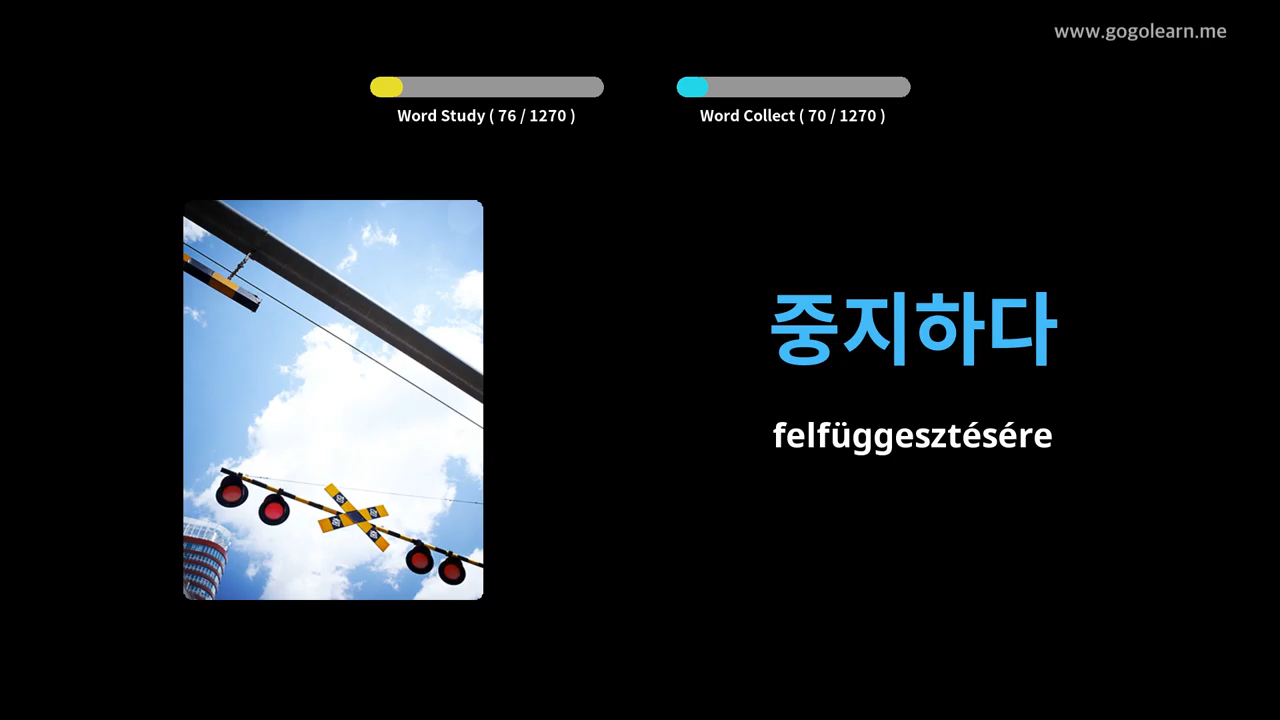 www.gogolearn.me
Word Study ( 76 / 1270 )
Word Collect ( 70 / 1270 )
중지하다
felfüggesztésére